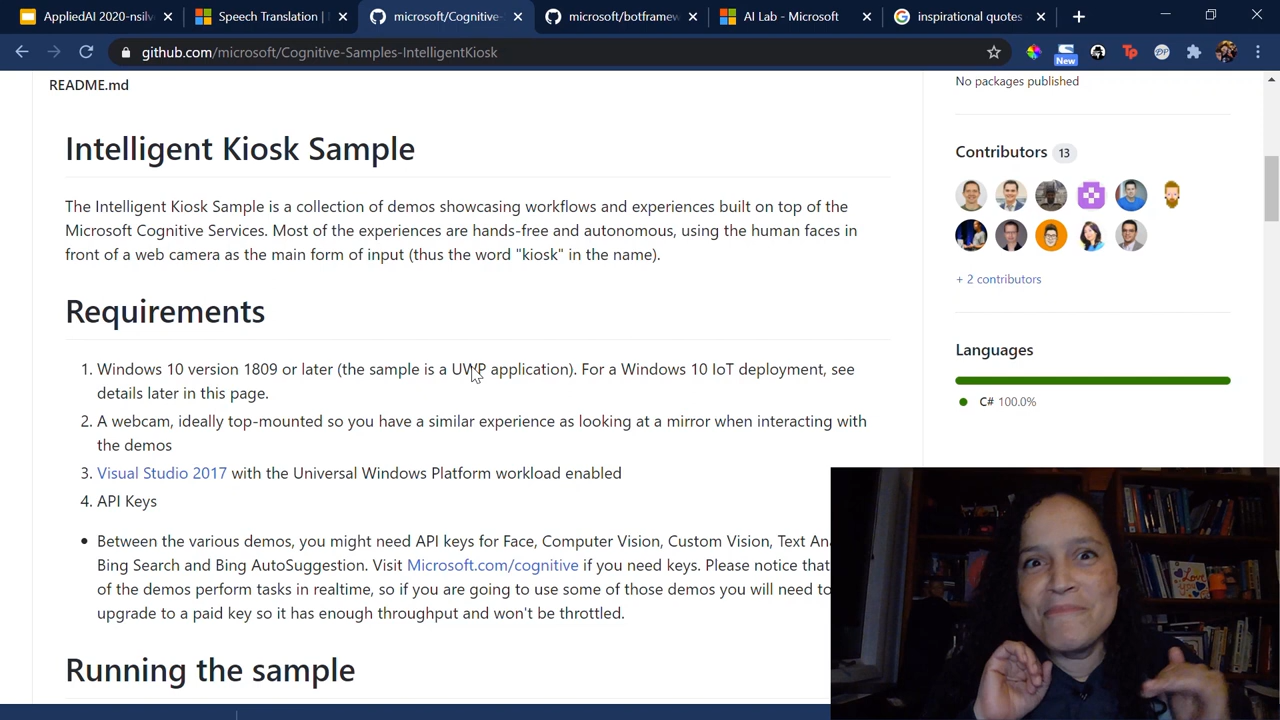 AppliedAI 2020-nsilv
Speech Translation |
microsoft/Cognitive-
microsoft/botframew
AI Lab - Microsoft
inspirational quotes
github.com/microsoft/Cognitive-Samples-IntelligentKiosk
Tp
DF
New
README.md
No packages published
Intelligent Kiosk Sample
The Intelligent Kiosk Sample is a collection of demos showcasing workflows and experiences built on top of the
Microsoft Cognitive Services. Most of the experiences are hands-free and autonomous, using the human faces in
front of a web camera as the main form of input (thus the word "kiosk" in the name).
Requirements
1. Windows 10 version 1809 or later (the sample is a UWP application). For a Windows 10 IoT deployment, see
details later in this page.
2. A webcam, ideally top-mounted so you have a similar experience as looking at a mirror when interacting with
the demos
3. Visual Studio 2017 with the Universal Windows Platform workload enabled
4. API Keys
• Between the various demos, you might need API keys for Face, Computer Vision, Custom Vision, Text Ana
Bing Search and Bing AutoSuggestion. Visit Microsoft.com/cognitive if you need keys. Please notice that
of the demos perform tasks in realtime, so if you are going to use some of those demos you will need to
upgrade to a paid key so it has enough throughput and won't be throttled.
Running the sample
Contributors 13
+ 2 contributors
Languages
C# 100.0%
Love